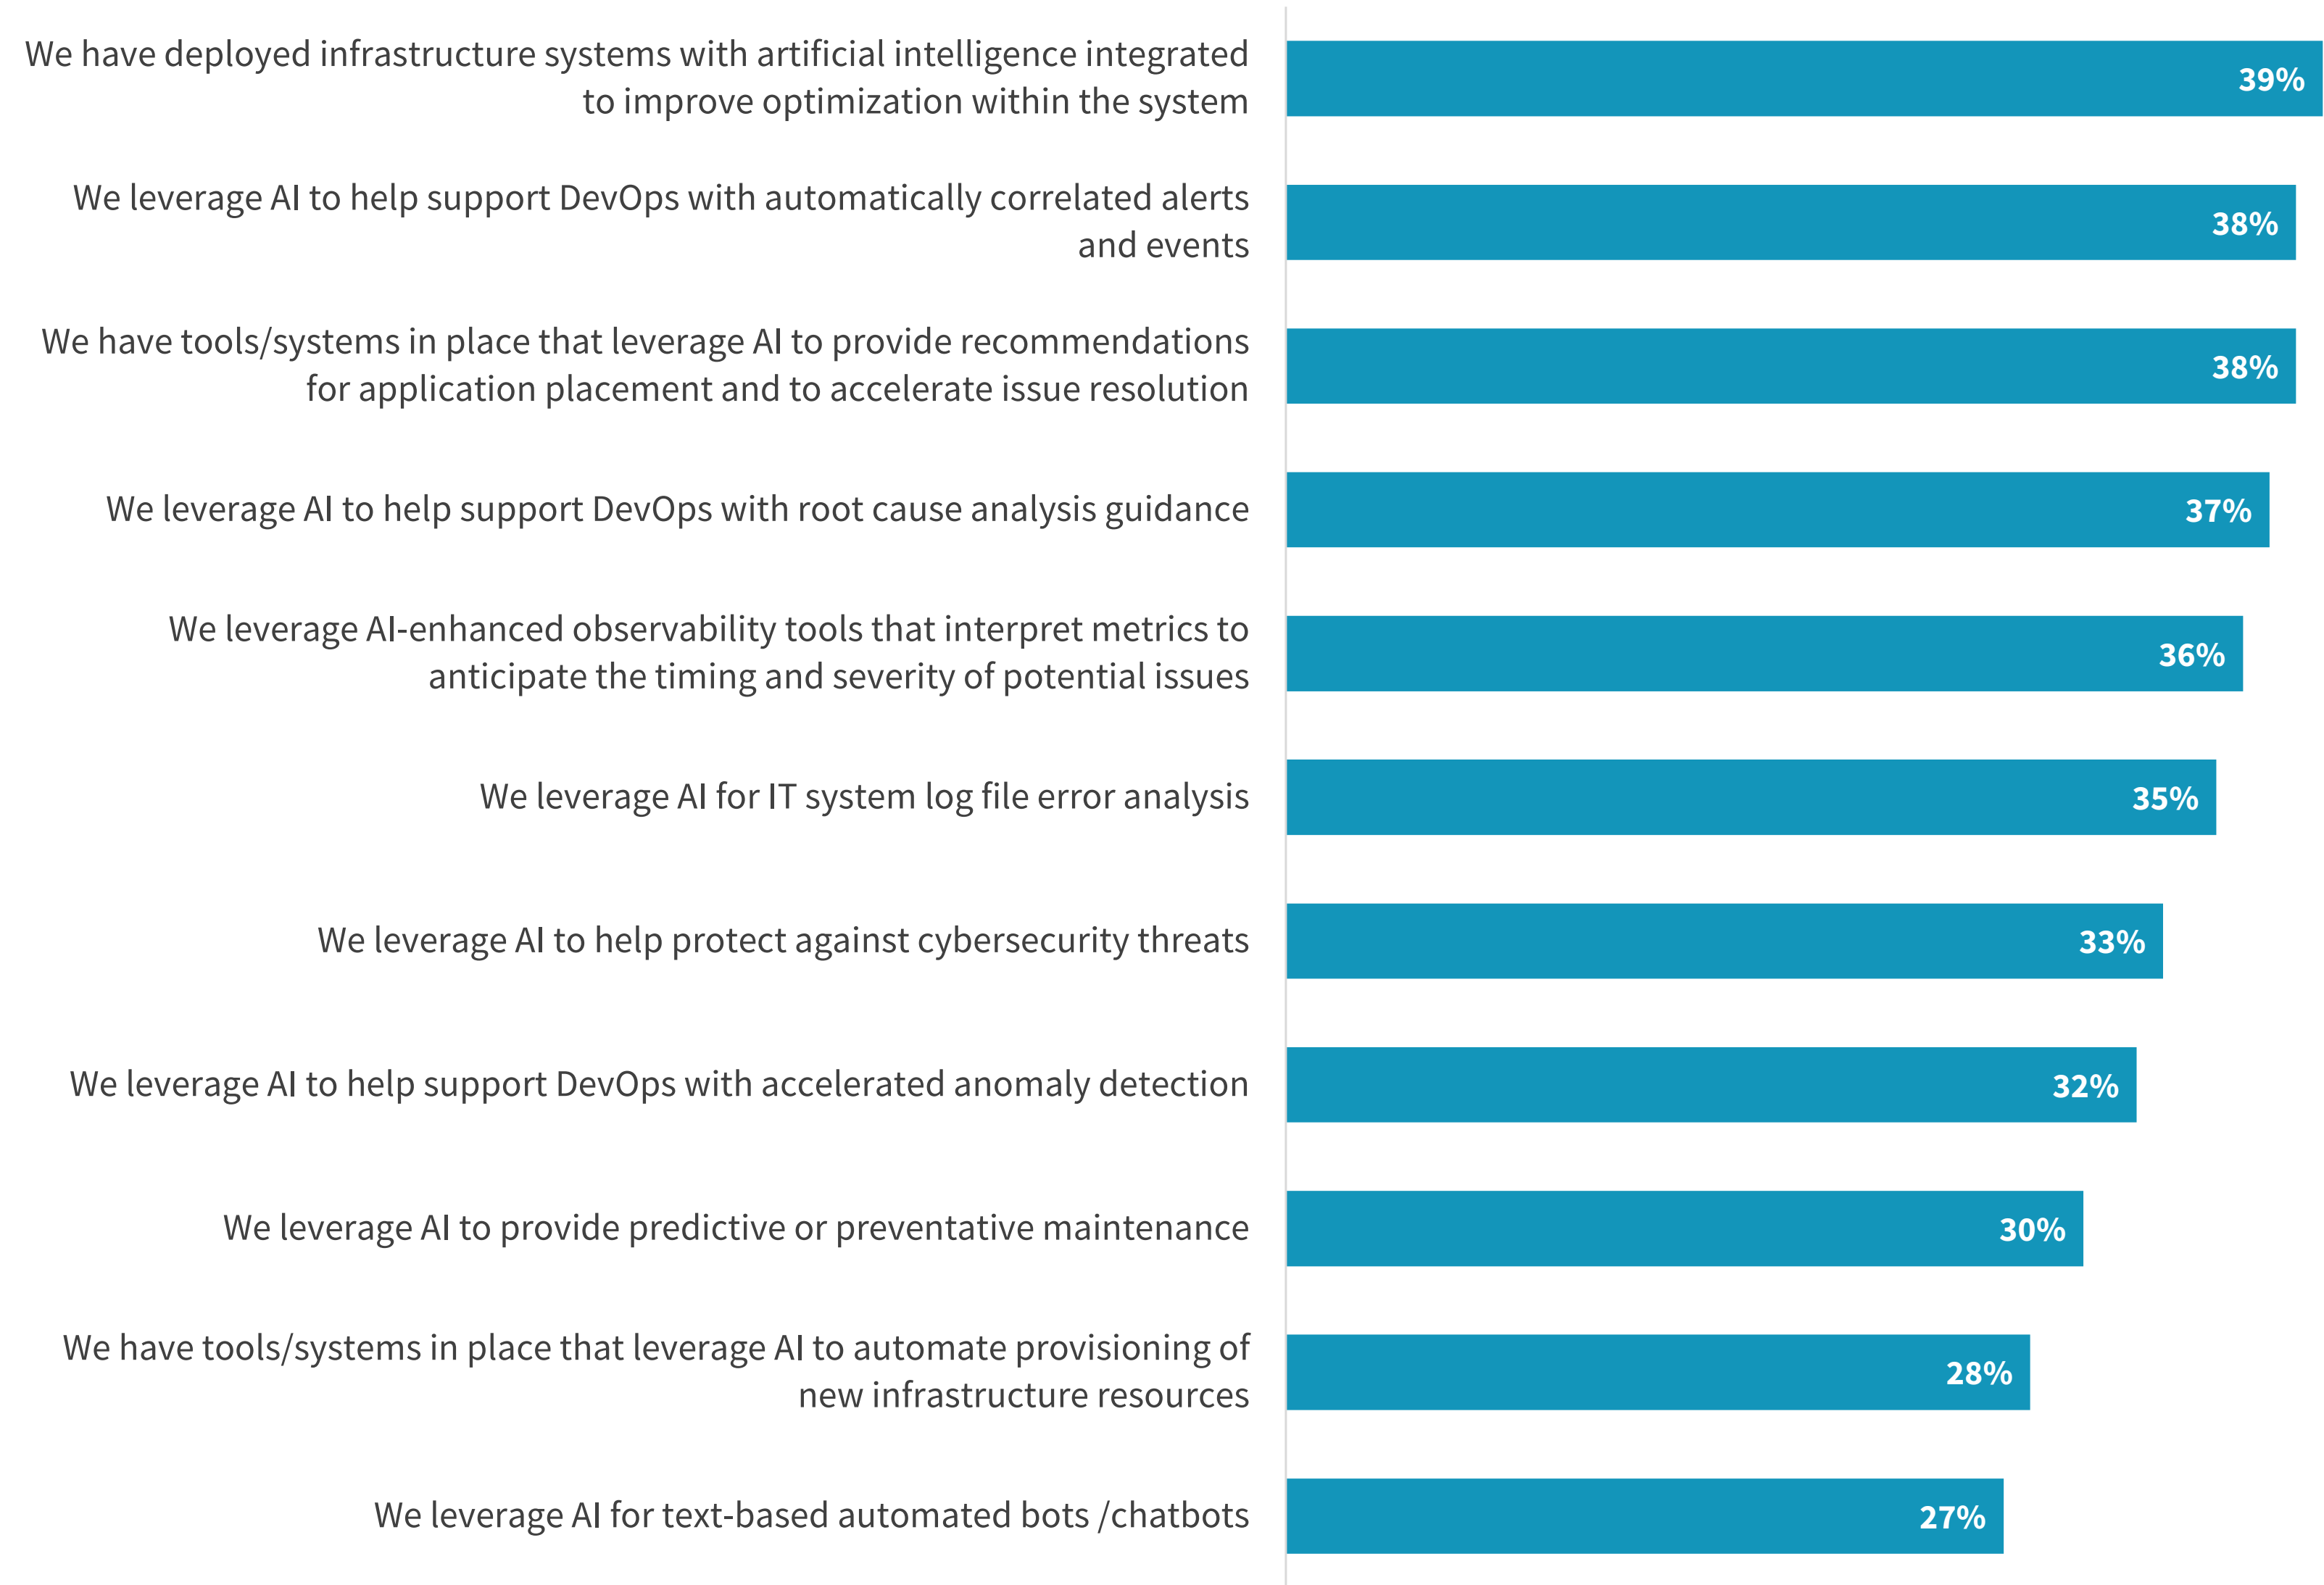 We have deployed infrastructure systems with artificial intelligence integrated
to improve optimization within the system
39%
We leverage AI to help support DevOps with automatically correlated alerts
and events
38%
We have tools/systems in place that leverage AI to provide recommendations
for application placement and to accelerate issue resolution
38%
We leverage AI to help support DevOps with root cause analysis guidance
37%
We leverage AI-enhanced observability tools that interpret metrics to
anticipate the timing and severity of potential issues
36%
We leverage AI for IT system log file error analysis
35%
We leverage AI to help protect against cybersecurity threats
33%
We leverage AI to help support DevOps with accelerated anomaly detection
32%
We leverage AI to provide predictive or preventative maintenance
30%
We have tools/systems in place that leverage AI to automate provisioning of
new infrastructure resources
28%
We leverage AI for text-based automated bots /chatbots
27%